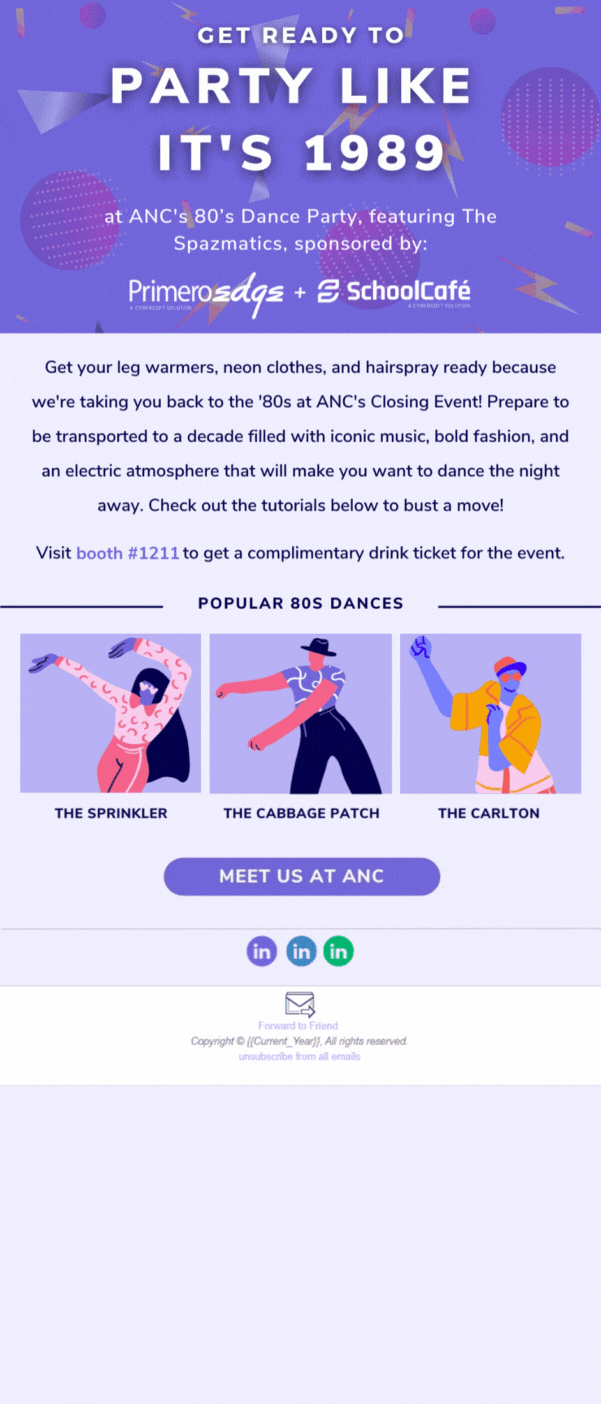 GET READY TO
PARTY LIKE
IT'S 1989
at ANC's 80's Dance Party, featuring The
Spazmatics, sponsored by:
Primeroedge + SchoolCafé
A CYBERSOFT SOLUTION A CYBERSOFT SOLUTION
Get your leg warmers, neon clothes, and hairspray ready because
we're taking you back to the '80s at ANC's Closing Event! Prepare to
be transported to a decade filled with iconic music, bold fashion, and
an electric atmosphere that will make you want to dance the night
away. Check out the tutorials below to bust a move!
Visit booth #1211 to get a complimentary drink ticket for the event.
POPULAR 80S DANCES
THE SPRINKLER THE CABBAGE PATCH THE CARLTON
MEET US AT ANC
in in in
Forward to Friend
Copyright © {{Current_Year}}, All rights reserved.
unsubscribe from all emails